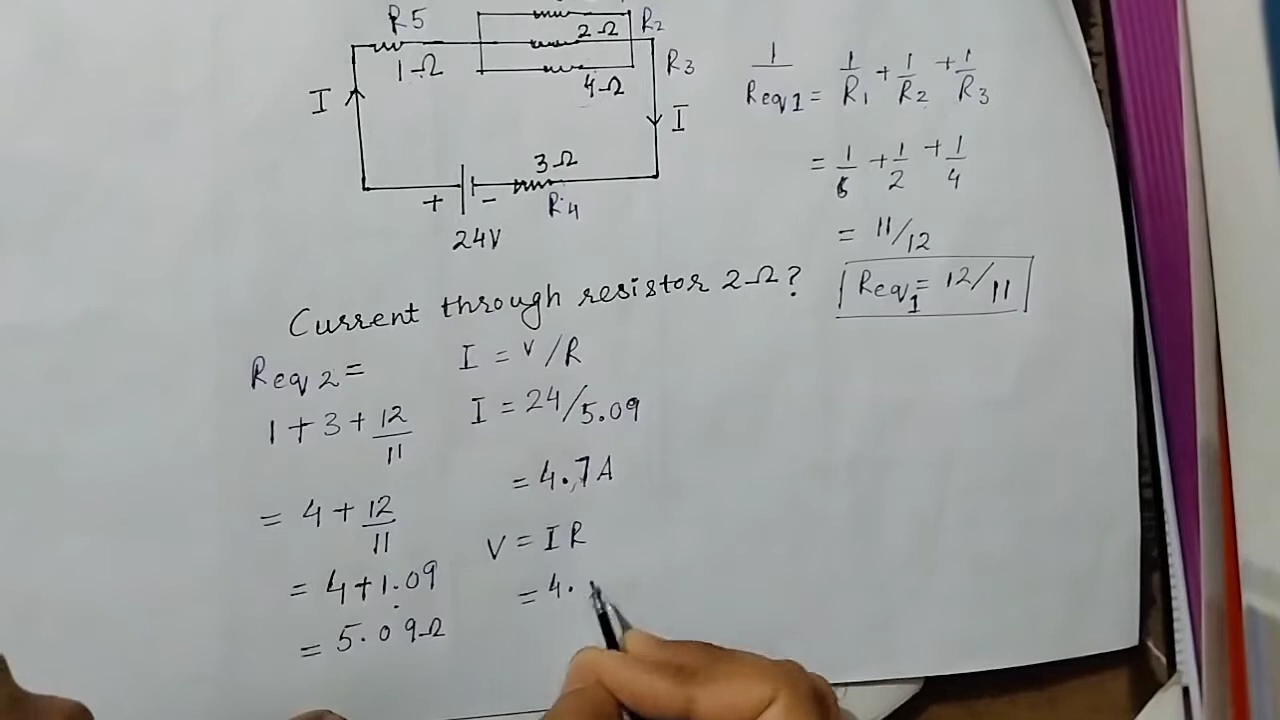 R5
R2
2Ω
1Ω
R3
4Ω
I
I
3Ω
+ -
R4
24V
1/Req1 = 1/R1 + 1/R2 + 1/R3
= 1/6 + 1/2 + 1/4
= 11/12
Req1 = 12/11
Current through resistor 2Ω?
Req2 =
1 + 3 + 12/11
= 4 + 12/11
= 4 + 1.09
= 5.09Ω
I = V/R
I = 24/5.09
= 4.7A
V = IR
= 4.